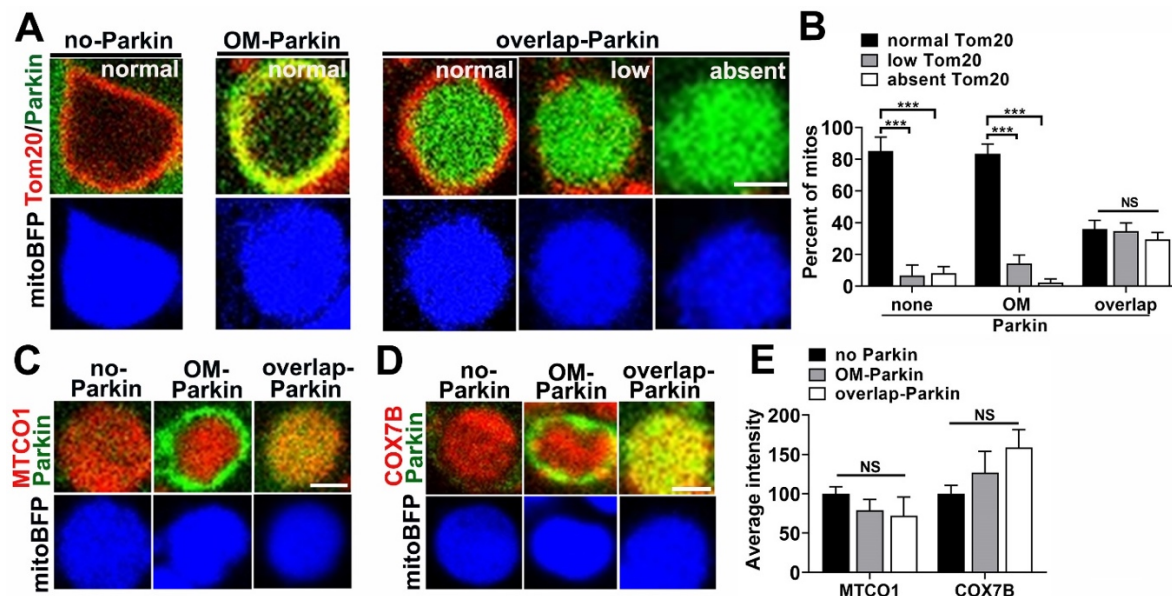 A
no-Parkin
OM-Parkin
overlap-Parkin
normal
normal
normal
low
absent
Tom20/Parkin
mitoBFP
B
normal Tom20
low Tom20
absent Tom20
Percent of mitos
100
80
60
40
20
0
***
***
***
***
NS
none
OM
overlap
Parkin
C
no-
Parkin
OM-
Parkin
overlap-
Parkin
MTCO1
Parkin
mitoBFP
D
no-
Parkin
OM-
Parkin
overlap-
Parkin
COX7B
Parkin
mitoBFP
E
no Parkin
OM-Parkin
overlap-Parkin
Average intensity
200
150
100
50
0
NS
NS
MTCO1
COX7B